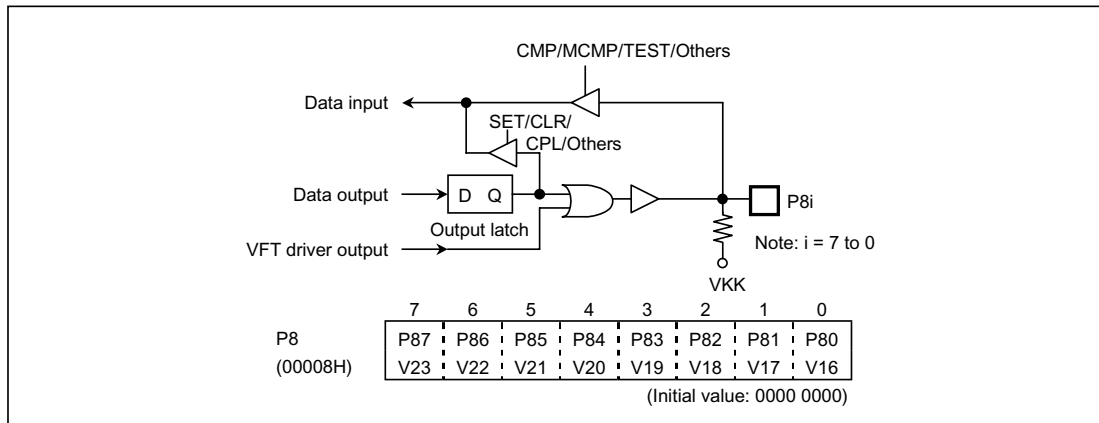 CMP/MCMP/TEST/Others
Data input
SET/CLR/
CPL/Others
Data output
D Q
P8i
Output latch
Note: i = 7 to 0
VFT driver output
VKK
7 6 5 4 3 2 1 0
P8 P87 P86 P85 P84 P83 P82 P81 P80
(00008H) V23 V22 V21 V20 V19 V18 V17 V16
(Initial value: 0000 0000)